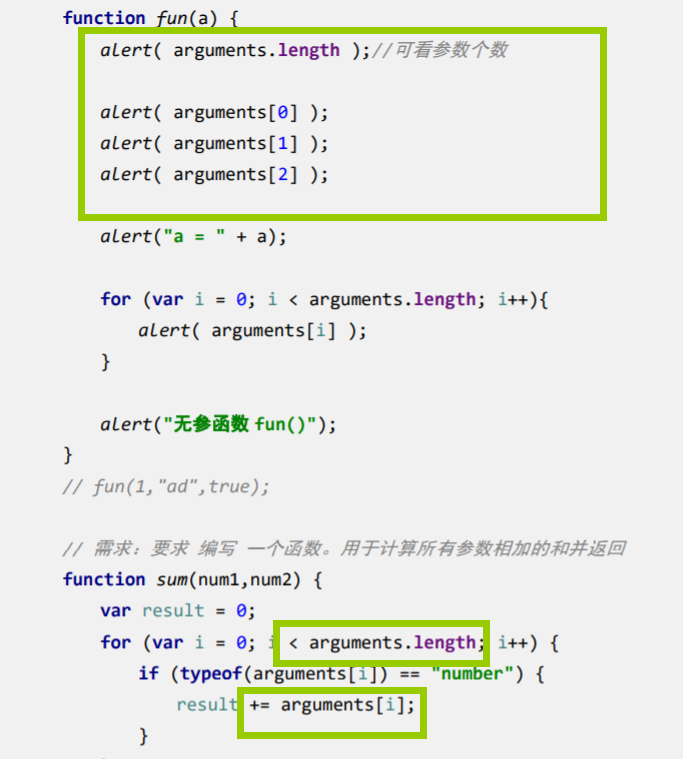 function fun(a) {
alert( arguments.length );//可看参数个数
alert( arguments[0] );
alert( arguments[1] );
alert( arguments[2] );
alert("a = " + a);
for (var i = 0; i < arguments.length; i++){
alert( arguments[i] );
}
alert("无参函数 fun()");
}
// fun(1,"ad",true);
// 需求：要求 编写 一个函数。用于计算所有参数相加的和并返回
function sum(num1,num2) {
var result = 0;
for (var i = 0; i < arguments.length; i++) {
if (typeof(arguments[i]) == "number") {
result += arguments[i];
}